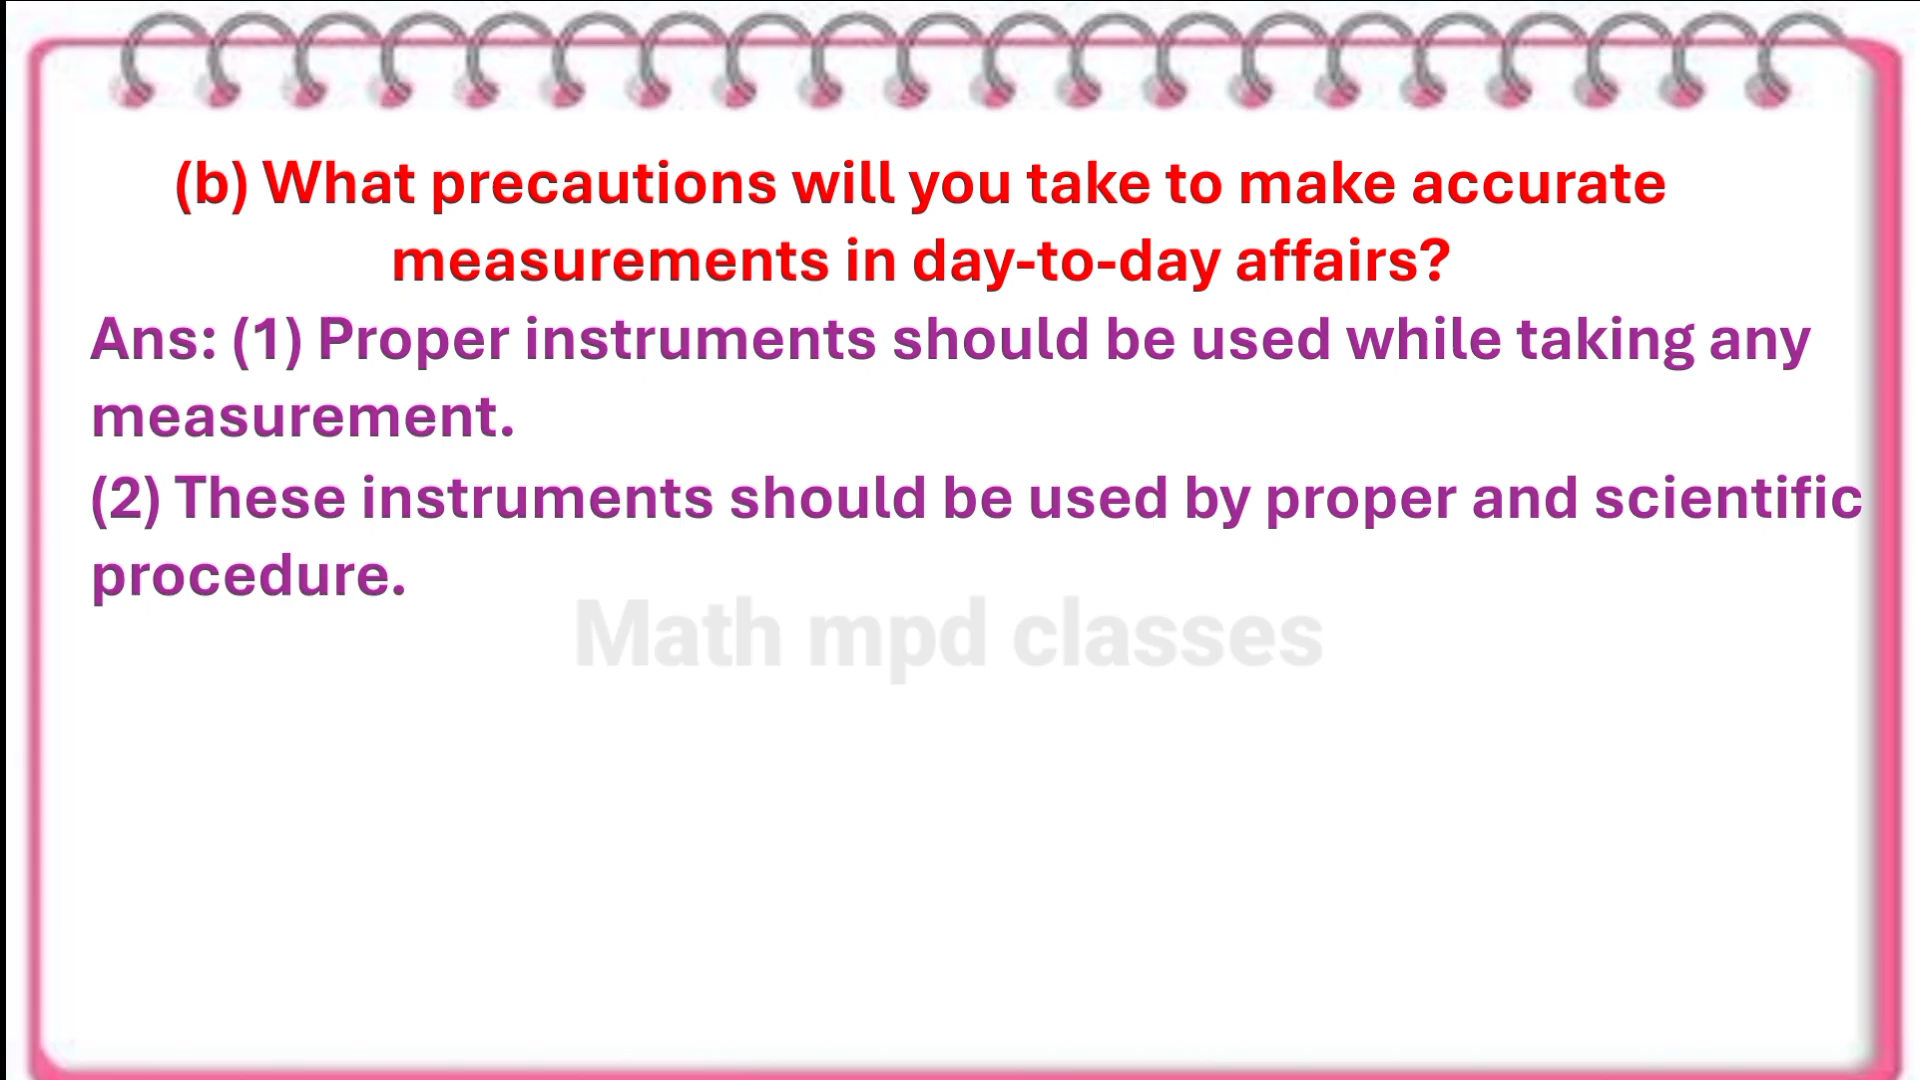 (b) What precautions will you take to make accurate
measurements in day-to-day affairs?
Ans: (1) Proper instruments should be used while taking any
measurement.
(2) These instruments should be used by proper and scientific
procedure.
Math mpd classes